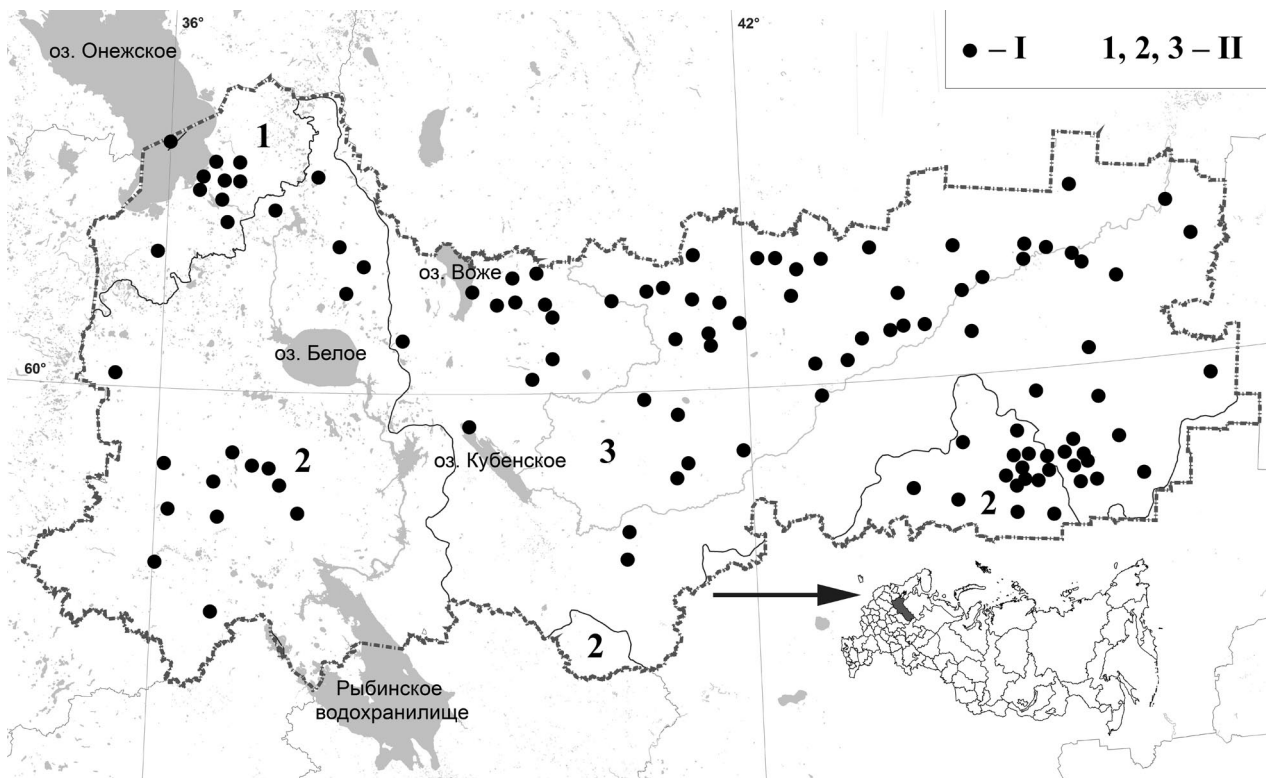 36°
42°
оз. Онежское
● – I 1, 2, 3 – II
1
оз. Воже
оз. Белое
60°
2
оз. Кубенское
3
2
2
Рыбинское
водохранилище